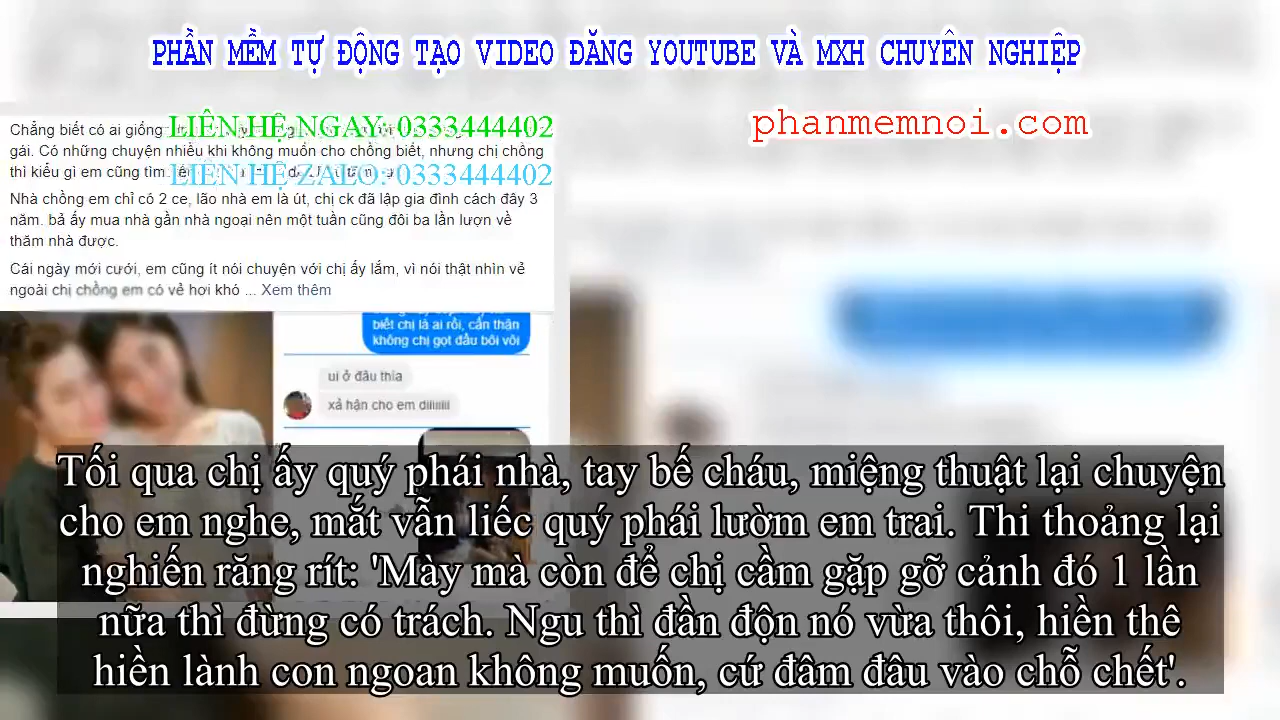 PHẦN MỀM TỰ ĐỘNG TẠO VIDEO ĐĂNG YOUTUBE VÀ MXH CHUYÊN NGHIỆP
LIÊN HỆ NGAY: 0333444402
phanmemnoi.com
LIÊN HỆ ZALO: 0333444402
Chẳng biết có ai giống
gái. Có những chuyện nhiều khi không muốn cho chồng biết, nhưng chị chồng
thì kiểu gì em cũng tìm
Nhà chồng em chỉ có 2 ce, lão nhà em là út, chị ck đã lập gia đình cách đây 3
năm. bả ấy mua nhà gần nhà ngoại nên một tuần cũng đôi ba lần lượn về
thăm nhà được.
Cái ngày mới cưới, em cũng ít nói chuyện với chị ấy lắm, vì nói thật nhìn vẻ
ngoài chị chồng em có vẻ hơi khó ... Xem thêm
biết chị là ai rồi, cẩn thận
không chị gọt đầu bôi vôi
ui ở đâu thía
xả hận cho em diiiiiii
Tối qua chị ấy quý phái nhà, tay bế cháu, miệng thuật lại chuyện
cho em nghe, mắt vẫn liếc quý phái lườm em trai. Thi thoảng lại
nghiến răng rít: 'Mày mà còn để chị cầm gặp gỡ cảnh đó 1 lần
nữa thì đừng có trách. Ngu thì đần độn nó vừa thôi, hiền thê
hiền lành con ngoan không muốn, cứ đâm đâu vào chỗ chết'.